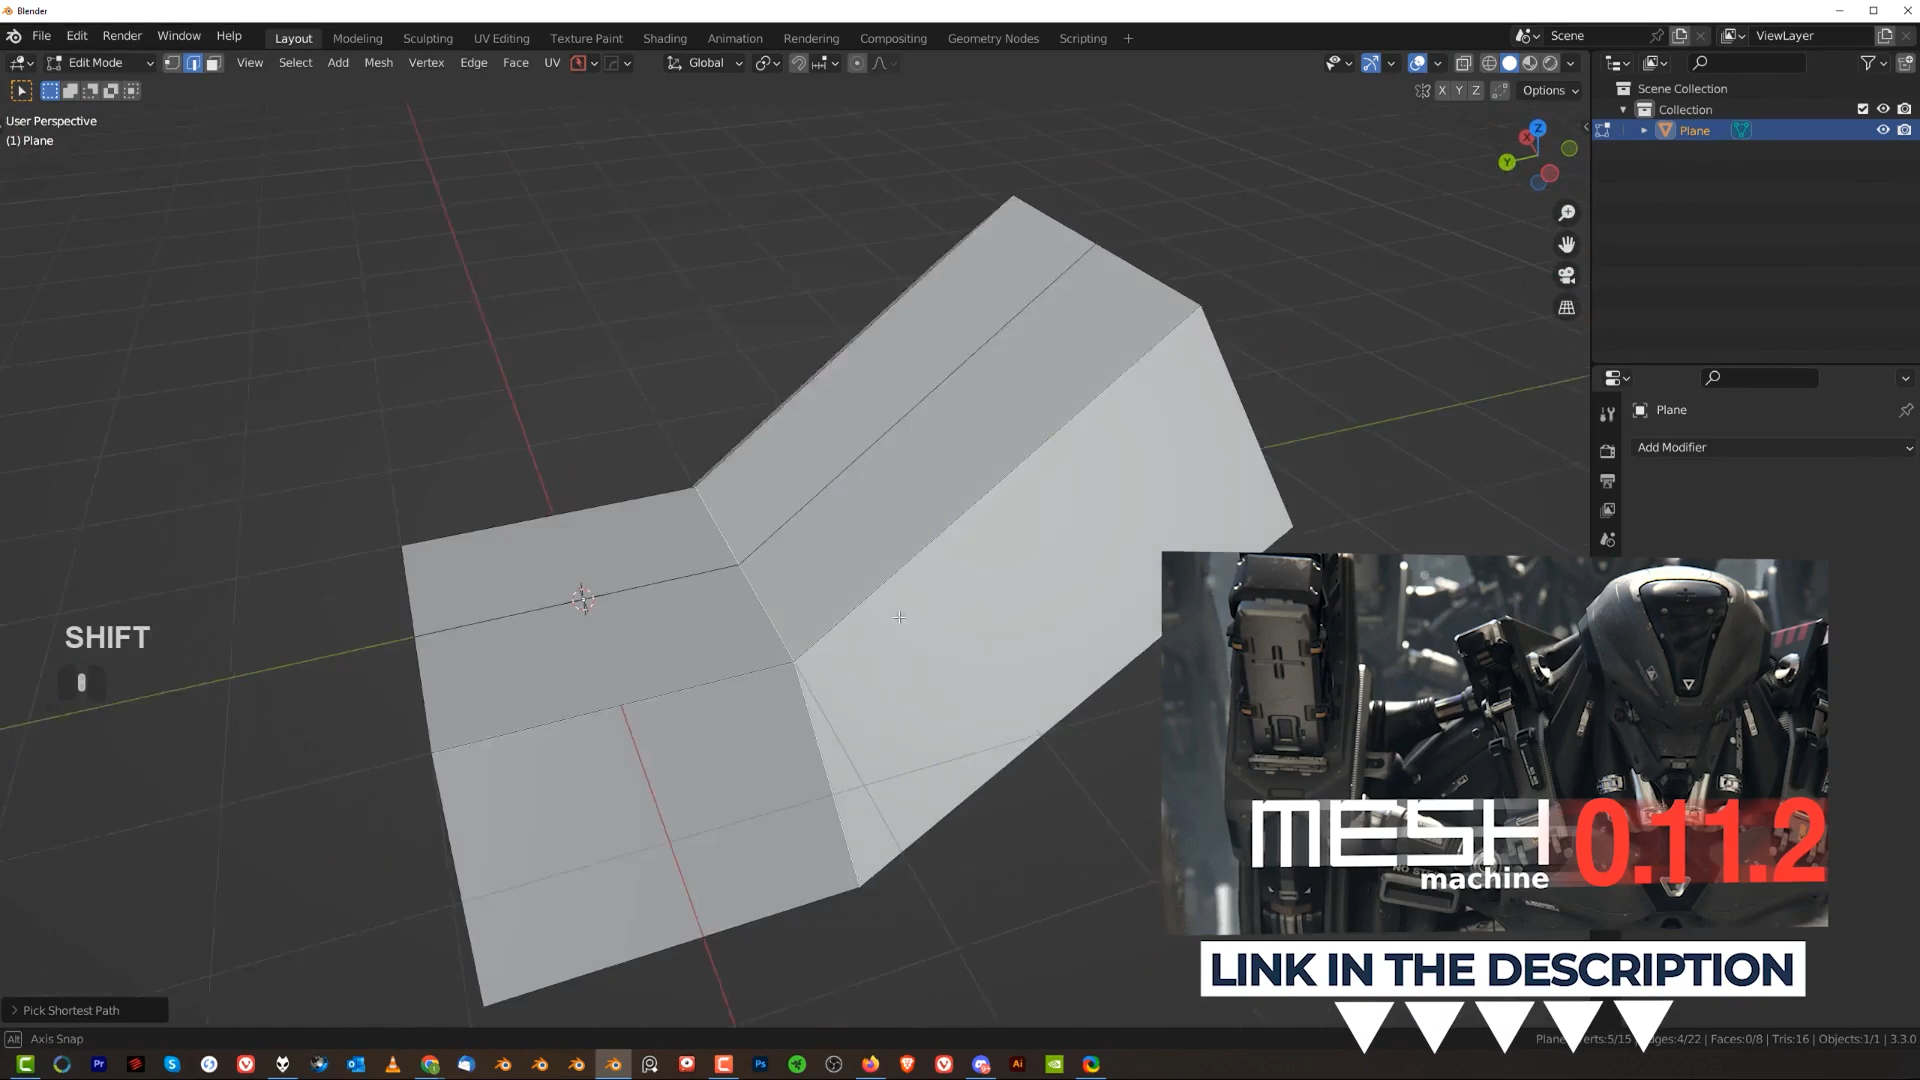 Blender
File Edit Render Window Help
Layout Modeling Sculpting UV Editing Texture Paint Shading Animation Rendering Compositing Geometry Nodes Scripting +
Scene
ViewLayer
Edit Mode
View Select Add Mesh Vertex Edge Face UV
Global
X Y Z
Options
User Perspective
(1) Plane
Scene Collection
Collection
Plane
Z
X
Y
Plane
Add Modifier
SHIFT
MESH
machine
0.11.2
LINK IN THE DESCRIPTION
Pick Shortest Path
Alt Axis Snap
Tris:16 | Objects:1/1 | 3.3.0